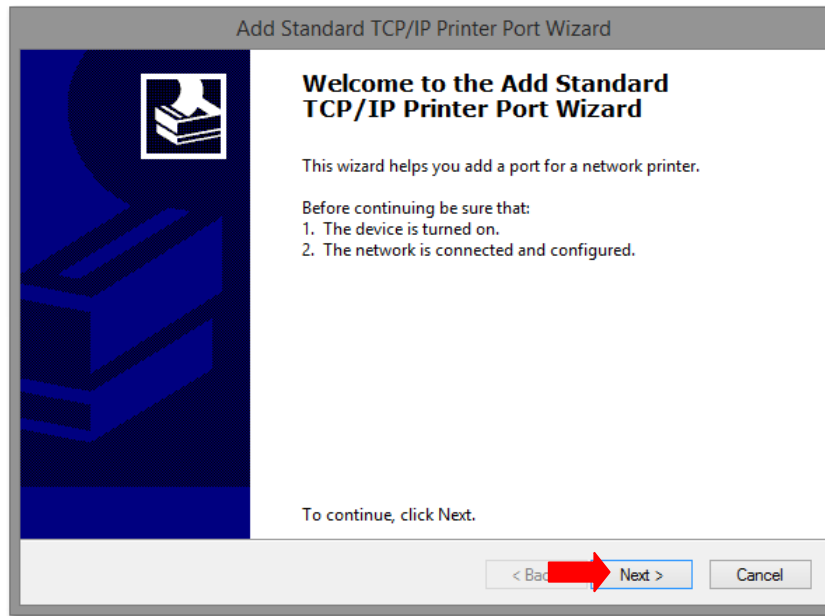 Add Standard TCP/IP Printer Port Wizard
Welcome to the Add Standard
TCP/IP Printer Port Wizard
This wizard helps you add a port for a network printer.
Before continuing be sure that:
1. The device is turned on.
2. The network is connected and configured.
To continue, click Next.
< Bac
Next >
Cancel